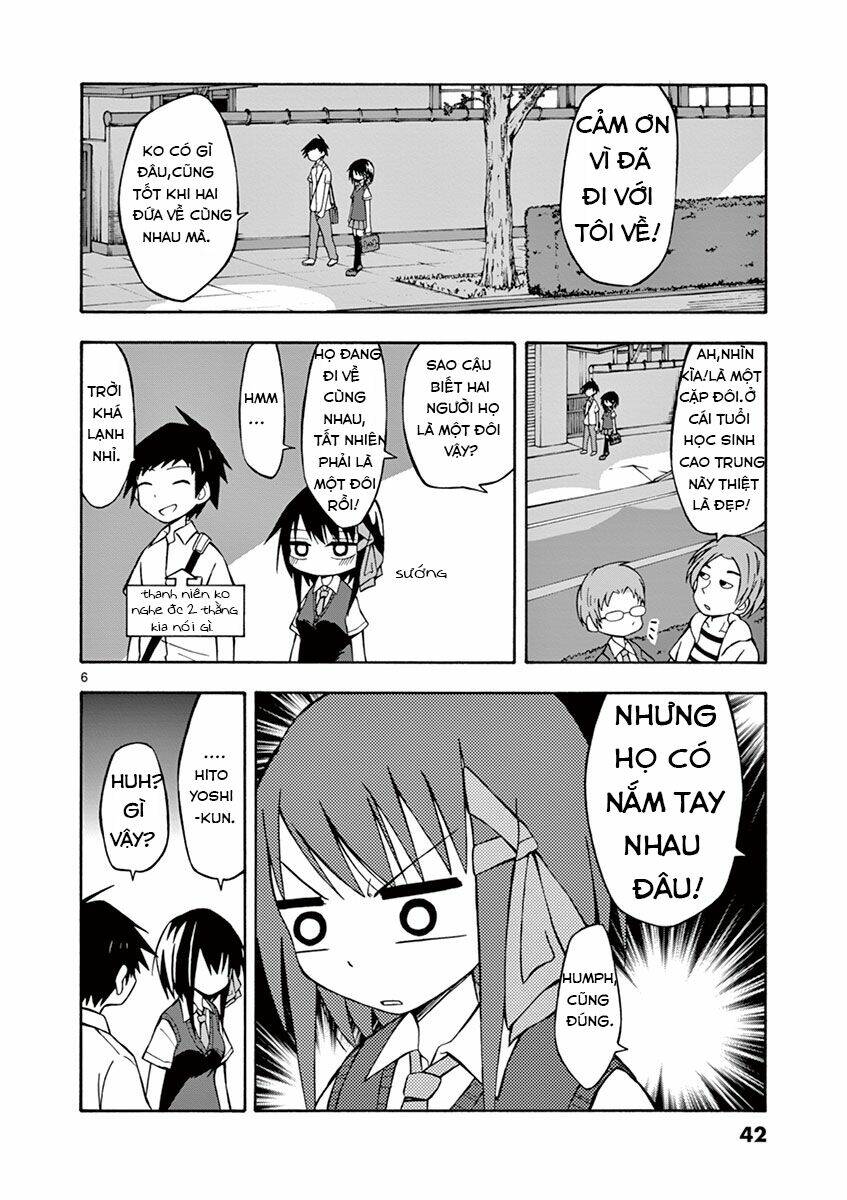 CẢM ƠN
VÌ ĐÃ
ĐI VỚI
TÔI VỀ!
KO CÓ GÌ
ĐÂU,CŨNG
TỐT KHI HAI
ĐỨA VỀ CÙNG
NHAU MÀ.
AH,NHÌN
KÌA!LÀ MỘT
CẶP ĐÔI.Ở
CÁI TUỔI
HỌC SINH
CAO TRUNG
NÀY THIỆT
LÀ ĐẸP!
SAO CẬU
BIẾT HAI
NGƯỜI HỌ
LÀ MỘT ĐÔI
VẬY?
HỌ ĐANG
ĐI VỀ
CÙNG
NHAU,
TẤT NHIÊN
PHẢI LÀ
MỘT ĐÔI
RỒI!
sướng
HMM
...
TRỜI
KHÁ
LẠNH
NHỈ.
thanh niên ko
nghe đc 2 thằng
kia nói gì.
6
NHƯNG
HỌ CÓ
NẮM TAY
NHAU
ĐÂU!
HUMPH,
CŨNG
ĐÚNG.
....
HITO
YOSHI
-KUN.
HUH?
GÌ
VẬY?
42